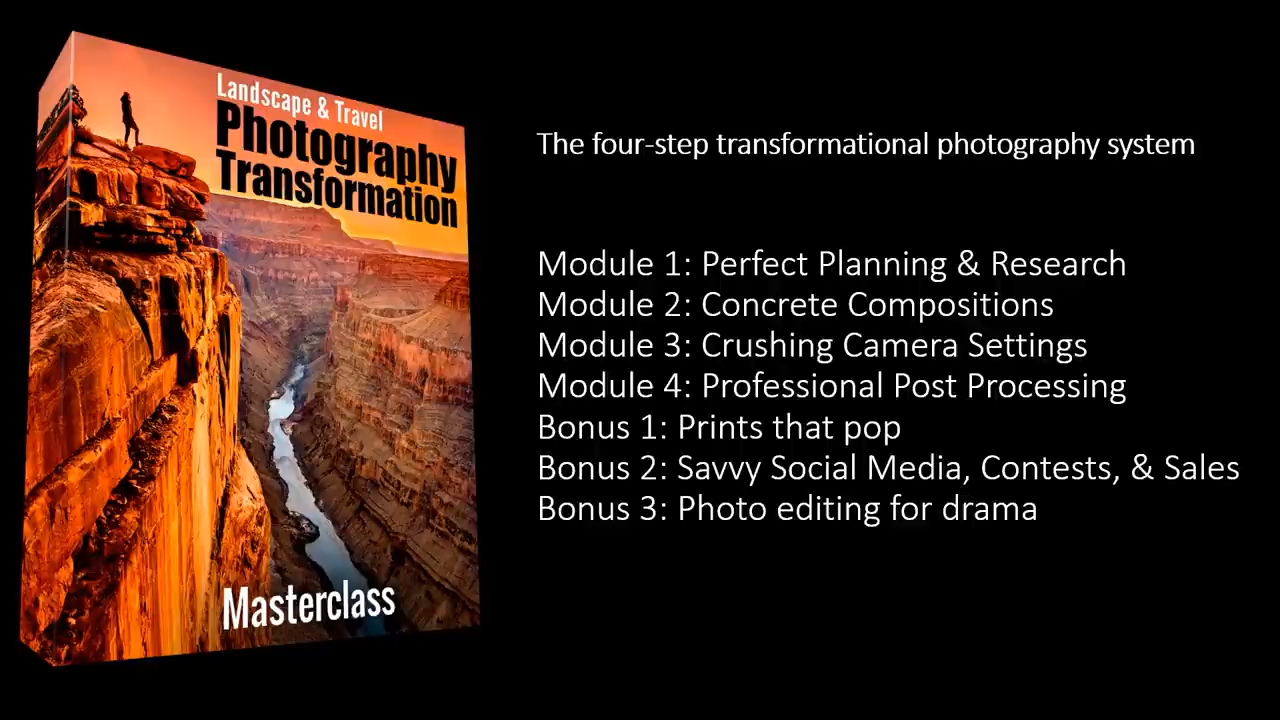 Landscape & Travel
Photography
Transformation
Masterclass
The four-step transformational photography system
Module 1: Perfect Planning & Research
Module 2: Concrete Compositions
Module 3: Crushing Camera Settings
Module 4: Professional Post Processing
Bonus 1: Prints that pop
Bonus 2: Savvy Social Media, Contests, & Sales
Bonus 3: Photo editing for drama